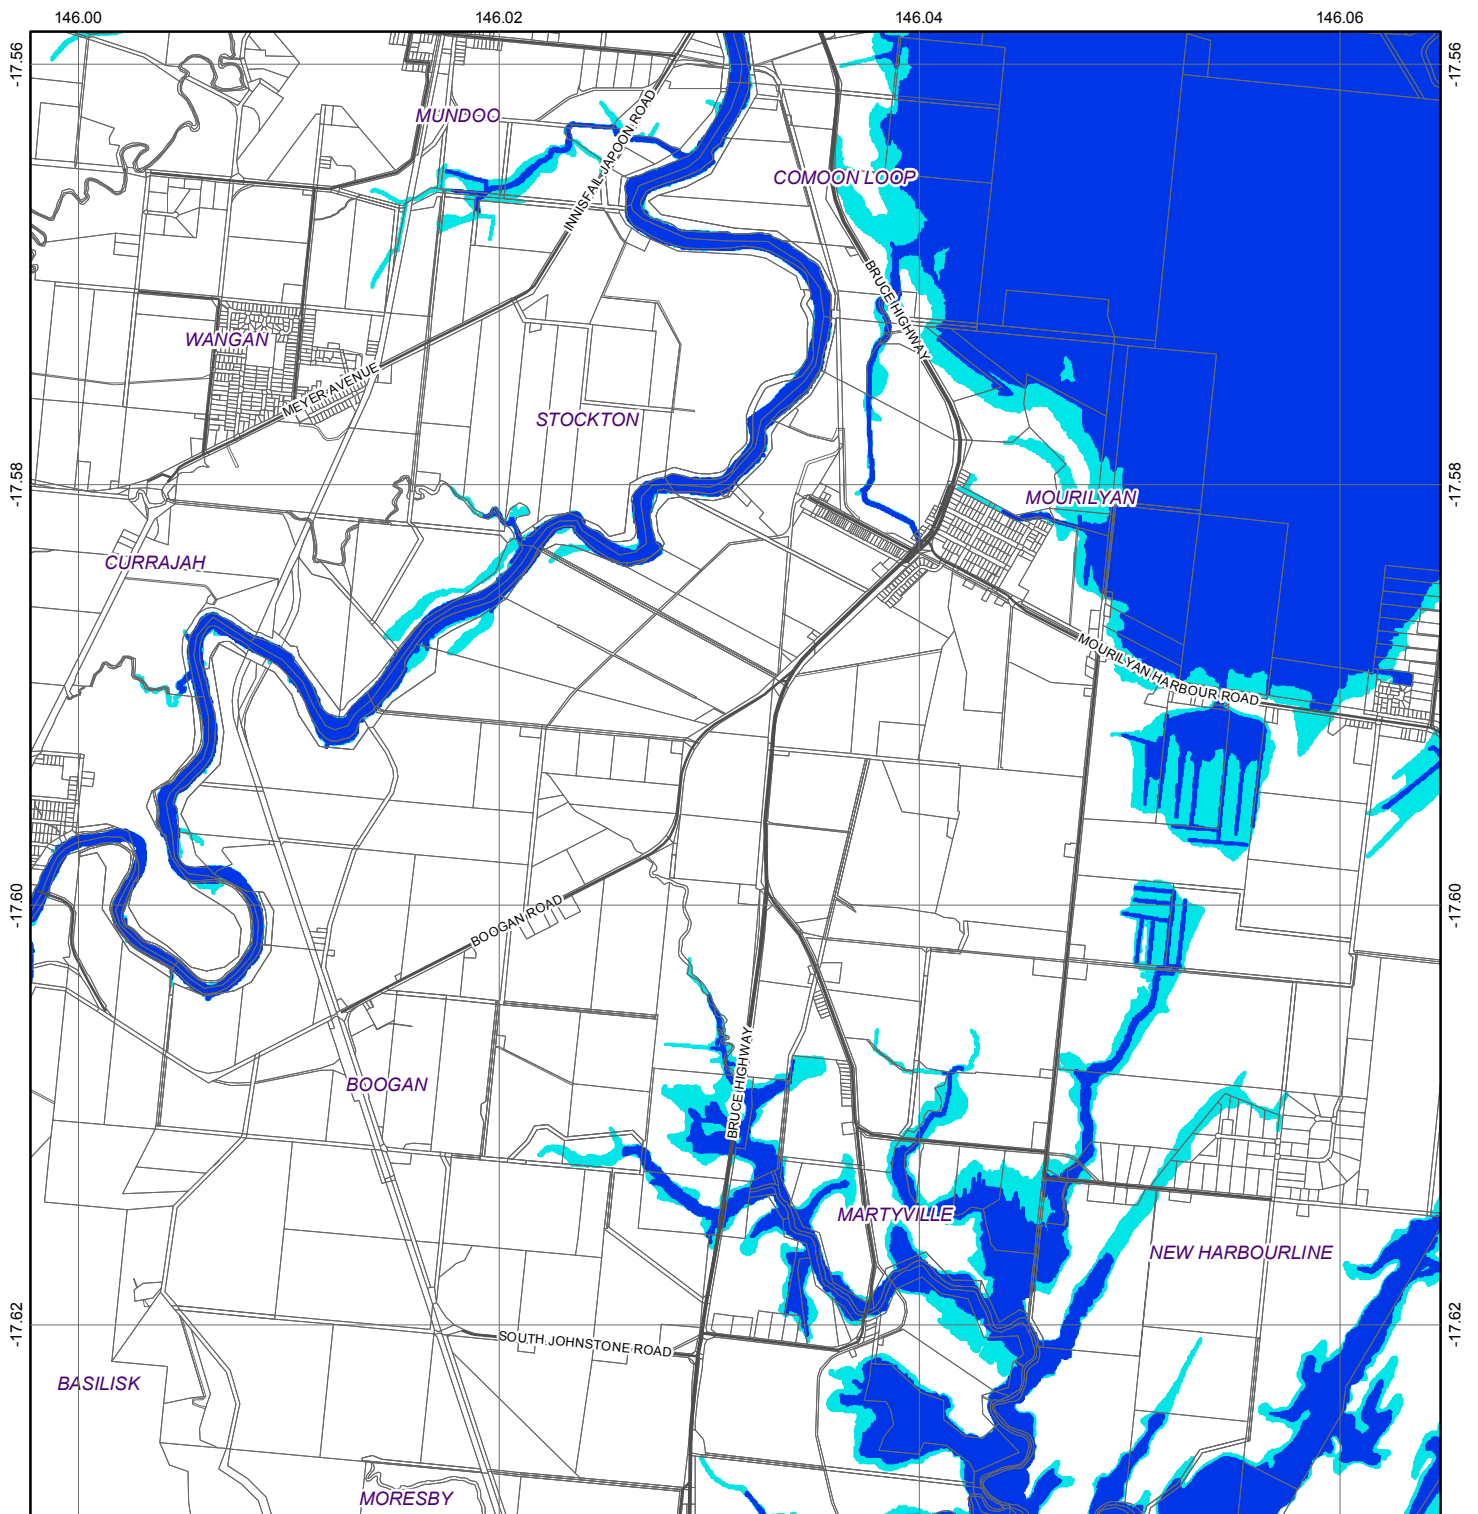 146.00
146.02
146.04
146.06
-17.56
-17.56
MUNDOO
INNISFAIL JAPOON ROAD
COMOON LOOP
BRUCE HIGHWAY
WANGAN
MEYER AVENUE
STOCKTON
-17.58
-17.58
MOURILYAN
CURRAJAH
MOURILYAN HARBOUR ROAD
-17.60
-17.60
BOOGAN ROAD
BRUCE HIGHWAY
BOOGAN
MARTYVILLE
NEW HARBOURLINE
-17.62
-17.62
SOUTH JOHNSTONE ROAD
BASILISK
MORESBY